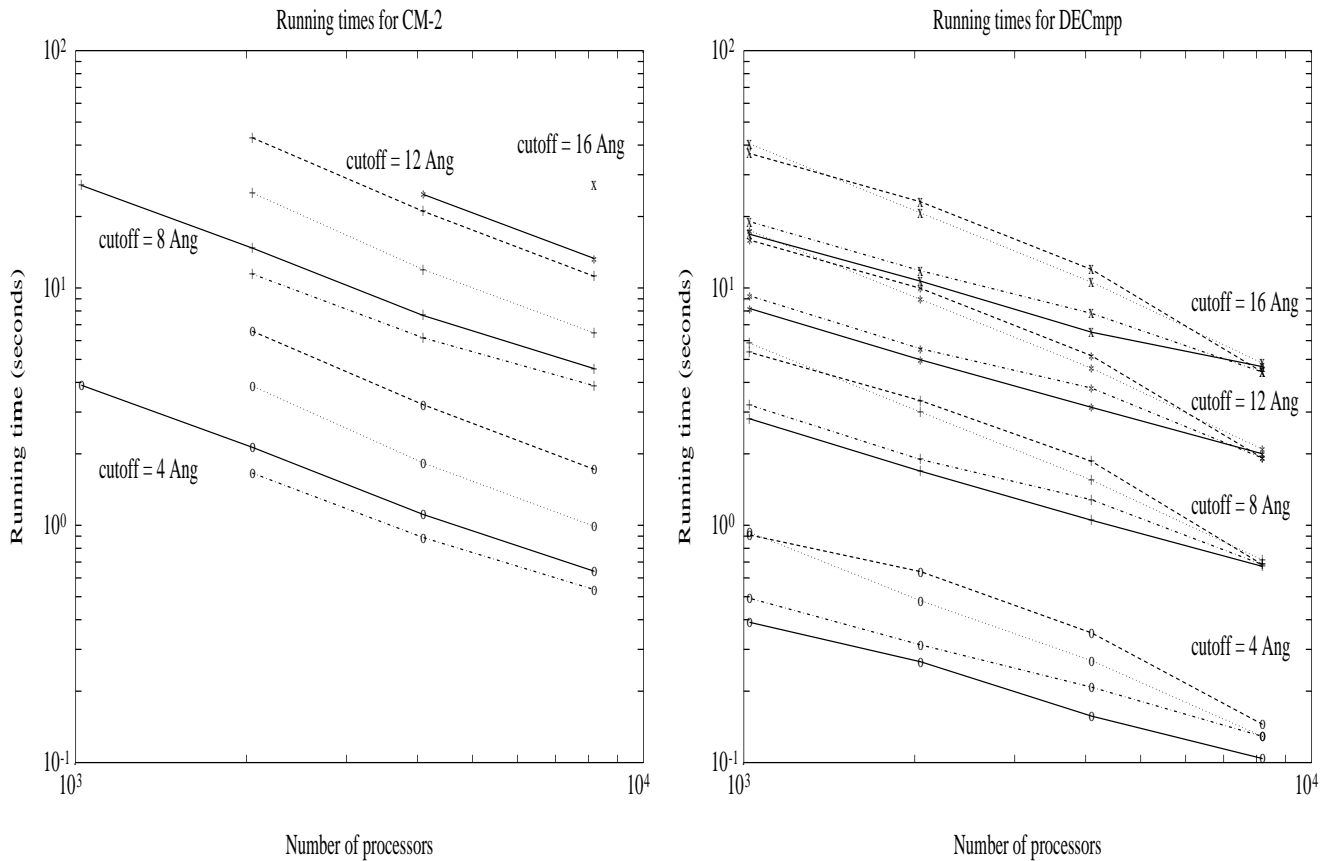 Running times for CM-2
10^2
10^1
10^0
10^-1
10^3
10^4
Running time (seconds)
Number of processors
cutoff = 16 Ang
cutoff = 12 Ang
cutoff = 8 Ang
cutoff = 4 Ang
Running times for DECmpp
10^2
10^1
10^0
10^-1
10^3
10^4
Running time (seconds)
Number of processors
cutoff = 16 Ang
cutoff = 12 Ang
cutoff = 8 Ang
cutoff = 4 Ang